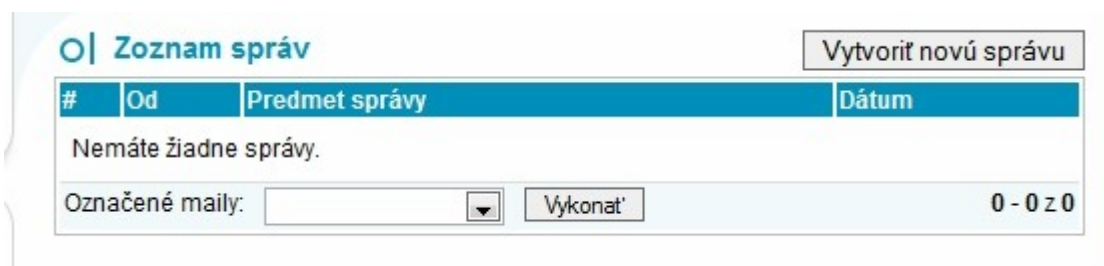 Zoznam správ
Vytvoriť novú správu
# Od Predmet správy Dátum
Nemáte žiadne správy.
Označené maily: Vykonať 0 - 0 z 0